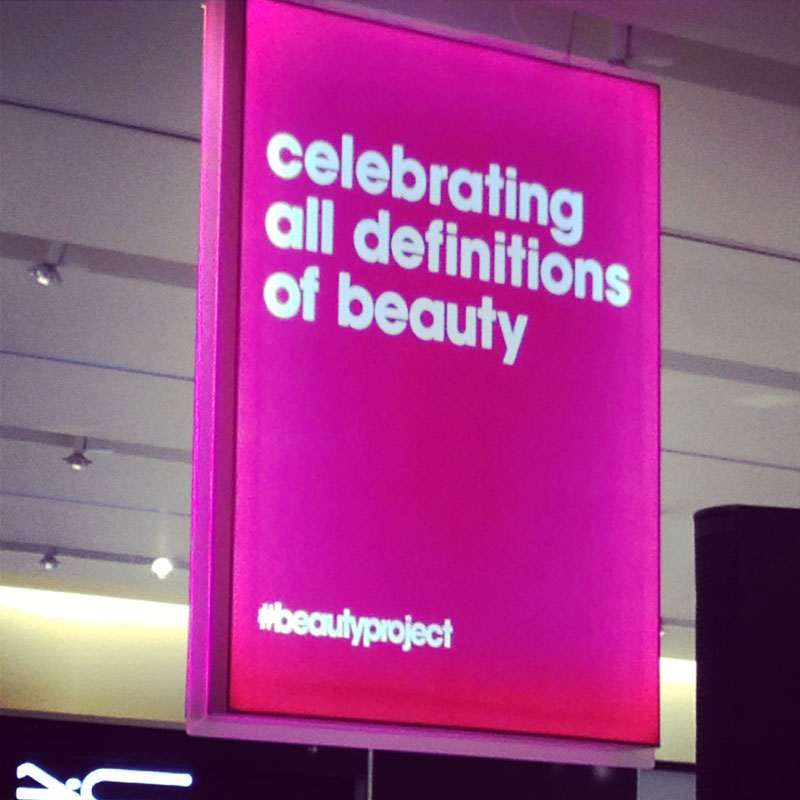 celebrating
all definitions
of beauty
#beautyproject